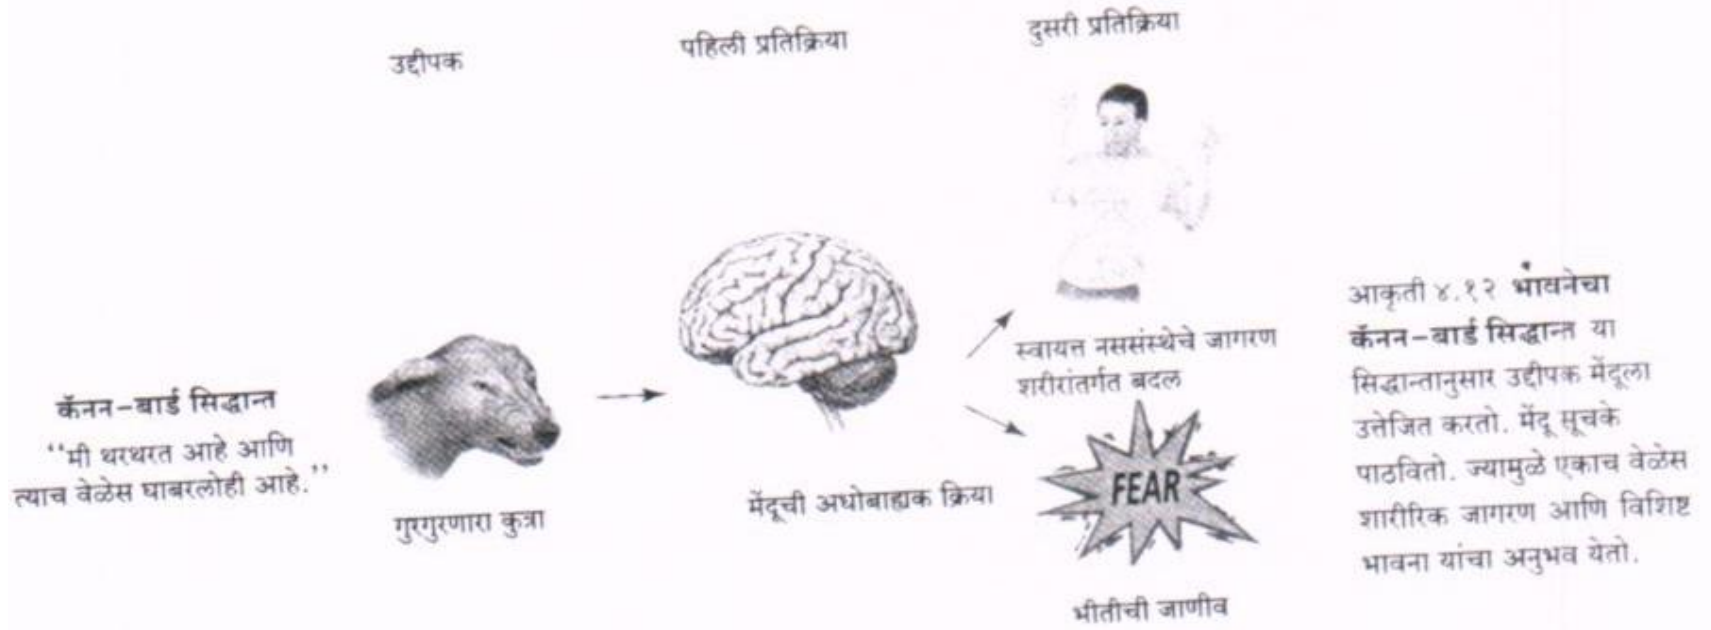 उद्दीपक
पहिली प्रतिक्रिया
दुसरी प्रतिक्रिया
कॅनन-बार्ड सिद्धान्त
“मी थरथरत आहे आणि
त्याच वेळेस घाबरलोही आहे.”
गुरगुरणारा कुत्रा
मेंदूची अधोबाह्यक क्रिया
स्वायत्त नससंस्थेचे जागरण
शरीरांतर्गत बदल
FEAR
भीतीची जाणीव
आकृती ४.१२ भावनेचा
कॅनन-बार्ड सिद्धान्त या
सिद्धान्तानुसार उद्दीपक मेंदूला
उत्तेजित करतो. मेंदू सूचके
पाठवितो. ज्यामुळे एकाच वेळेस
शारीरिक जागरण आणि विशिष्ट
भावना यांचा अनुभव येतो.